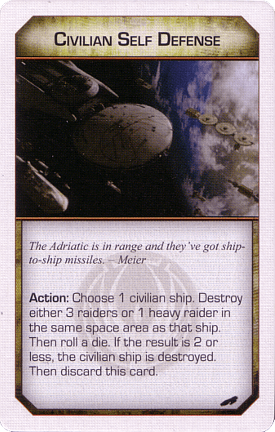 Civilian Self Defense
The Adriatic is in range and they've got ship-
to-ship missiles. – Meier
Action: Choose 1 civilian ship. Destroy
either 3 raiders or 1 heavy raider in
the same space area as that ship.
Then roll a die. If the result is 2 or
less, the civilian ship is destroyed.
Then discard this card.